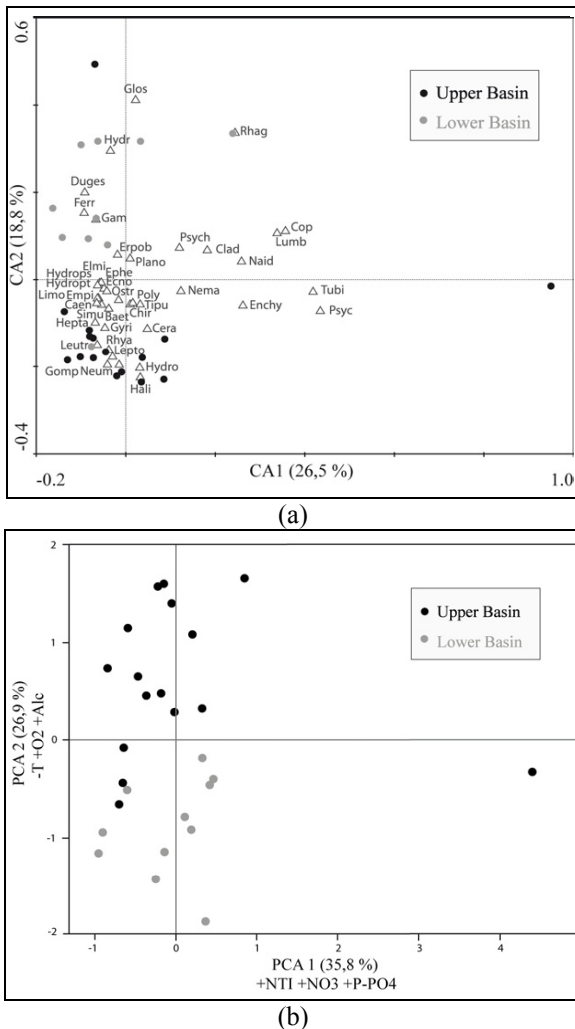 0.6
Glos
Upper Basin
Lower Basin
Rhag
Hydr
Duges
Ferr
Gam
CA2 (18,8 %)
Cop
Lumb
Psych
Clad
Erpob
Plano
Naid
Elmi
Hydrops Ephe
Hydropt Ecno
Ostr
Nema
Tubi
Limo Empi Poly
Caen Tipu
Enchy
Psyc
Simu Baet Chir
Hepta Gyri Cera
Leutr Rhya
Lepto
Gomp Neum Hydro
Hali
-0.4
-0.2
CA1 (26,5 %)
1.0
(a)
2
Upper Basin
Lower Basin
1
0
PCA 2 (26,9 %)
-T +O2 +Alc
-1
-2
-1 0 1 2 3 4
PCA 1 (35,8 %)
+NTI +NO3 +P-PO4
(b)